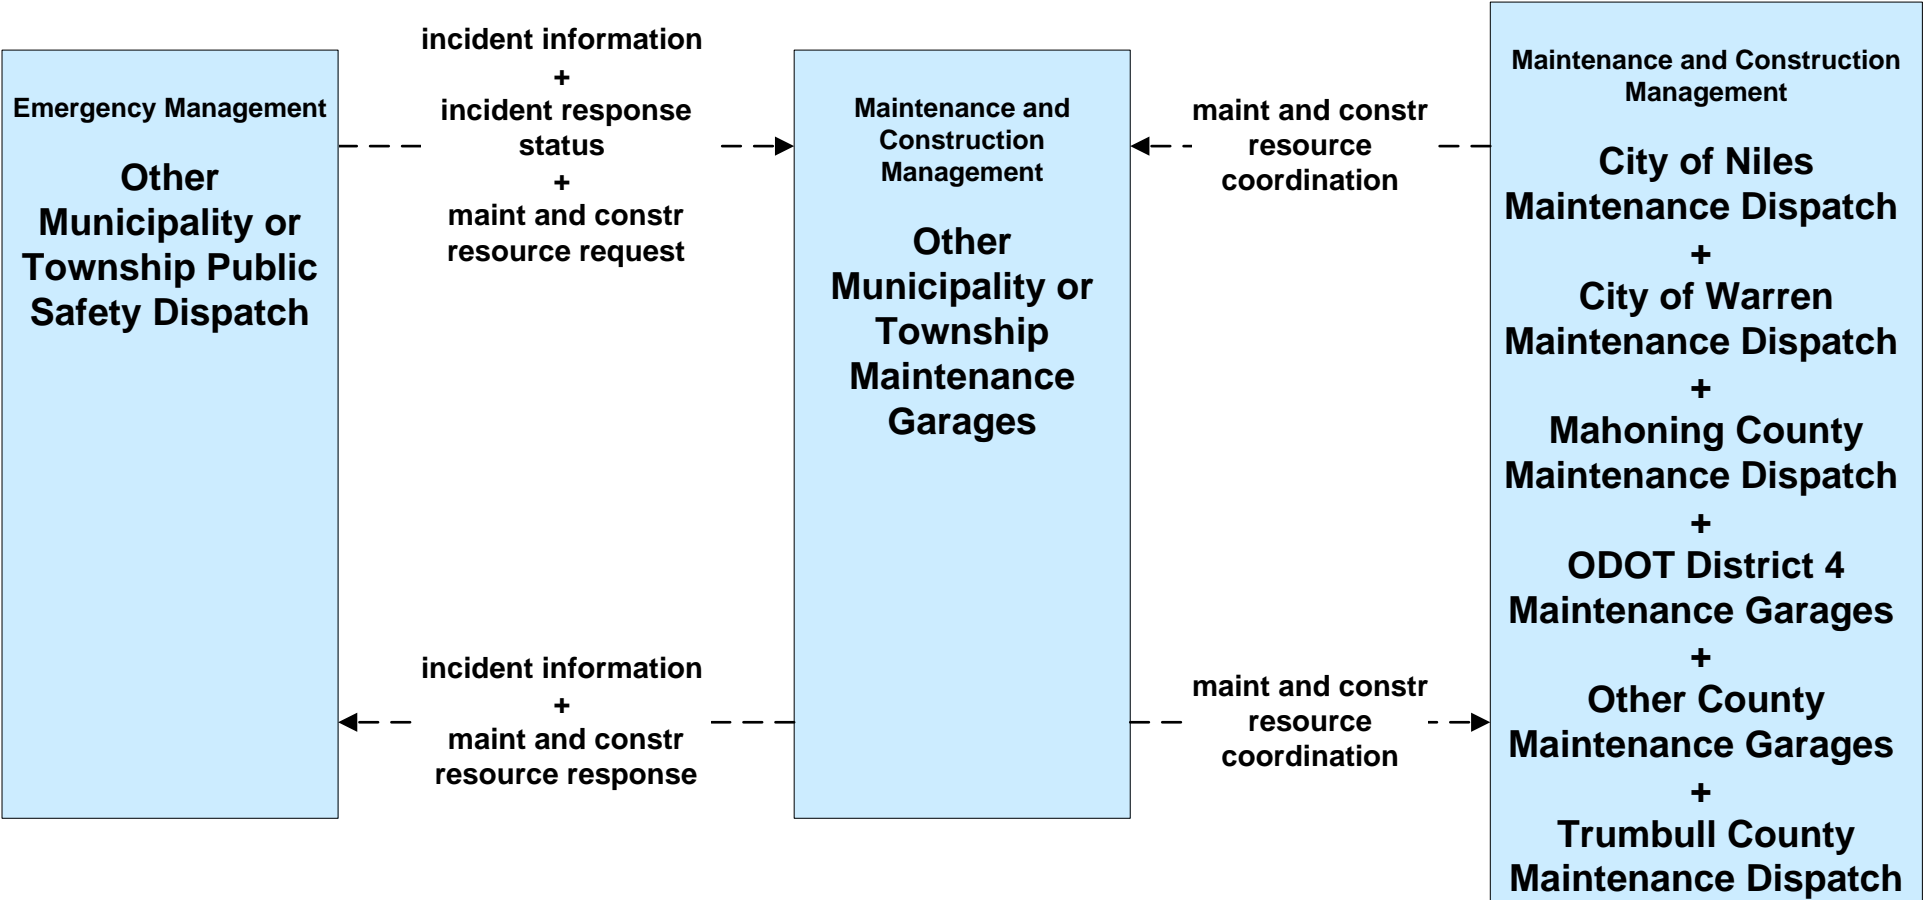 Emergency Management
Other
Municipality or
Township Public
Safety Dispatch
incident information
+
incident response
status
+
maint and constr
resource request
incident information
+
maint and constr
resource response
Maintenance and
Construction
Management
Other
Municipality or
Township
Maintenance
Garages
maint and constr
resource
coordination
maint and constr
resource
coordination
Maintenance and Construction
Management
City of Niles
Maintenance Dispatch
+
City of Warren
Maintenance Dispatch
+
Mahoning County
Maintenance Dispatch
+
ODOT District 4
Maintenance Garages
+
Other County
Maintenance Garages
+
Trumbull County
Maintenance Dispatch